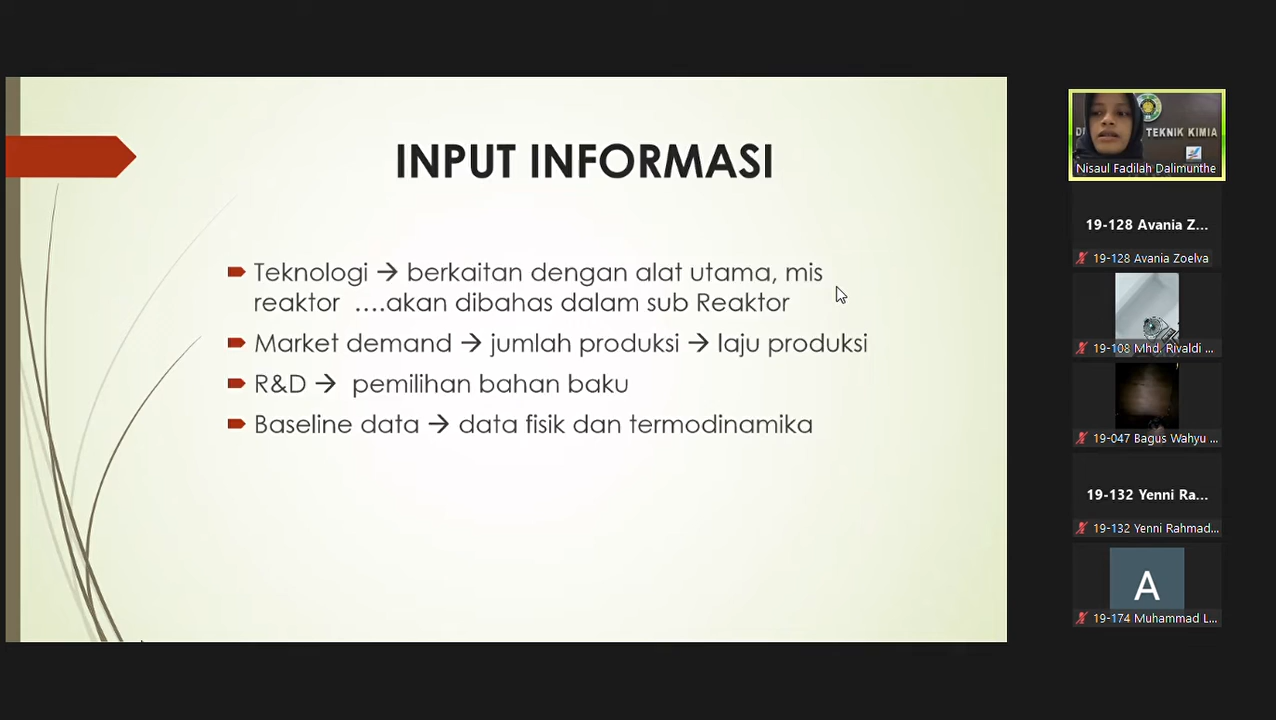 INPUT INFORMASI
Teknologi → berkaitan dengan alat utama, mis
reaktor ....akan dibahas dalam sub Reaktor
Market demand → jumlah produksi → laju produksi
R&D → pemilihan bahan baku
Baseline data → data fisik dan termodinamika
TEKNIK KIMIA
Nisaul Fadilah Dalimunthe
19-128 Avania Z...
19-128 Avania Zoelva
19-108 Mhd. Rivaldi ...
19-047 Bagus Wahyu ...
19-132 Yenni Ra...
19-132 Yenni Rahmad...
A
19-174 Muhammad L...